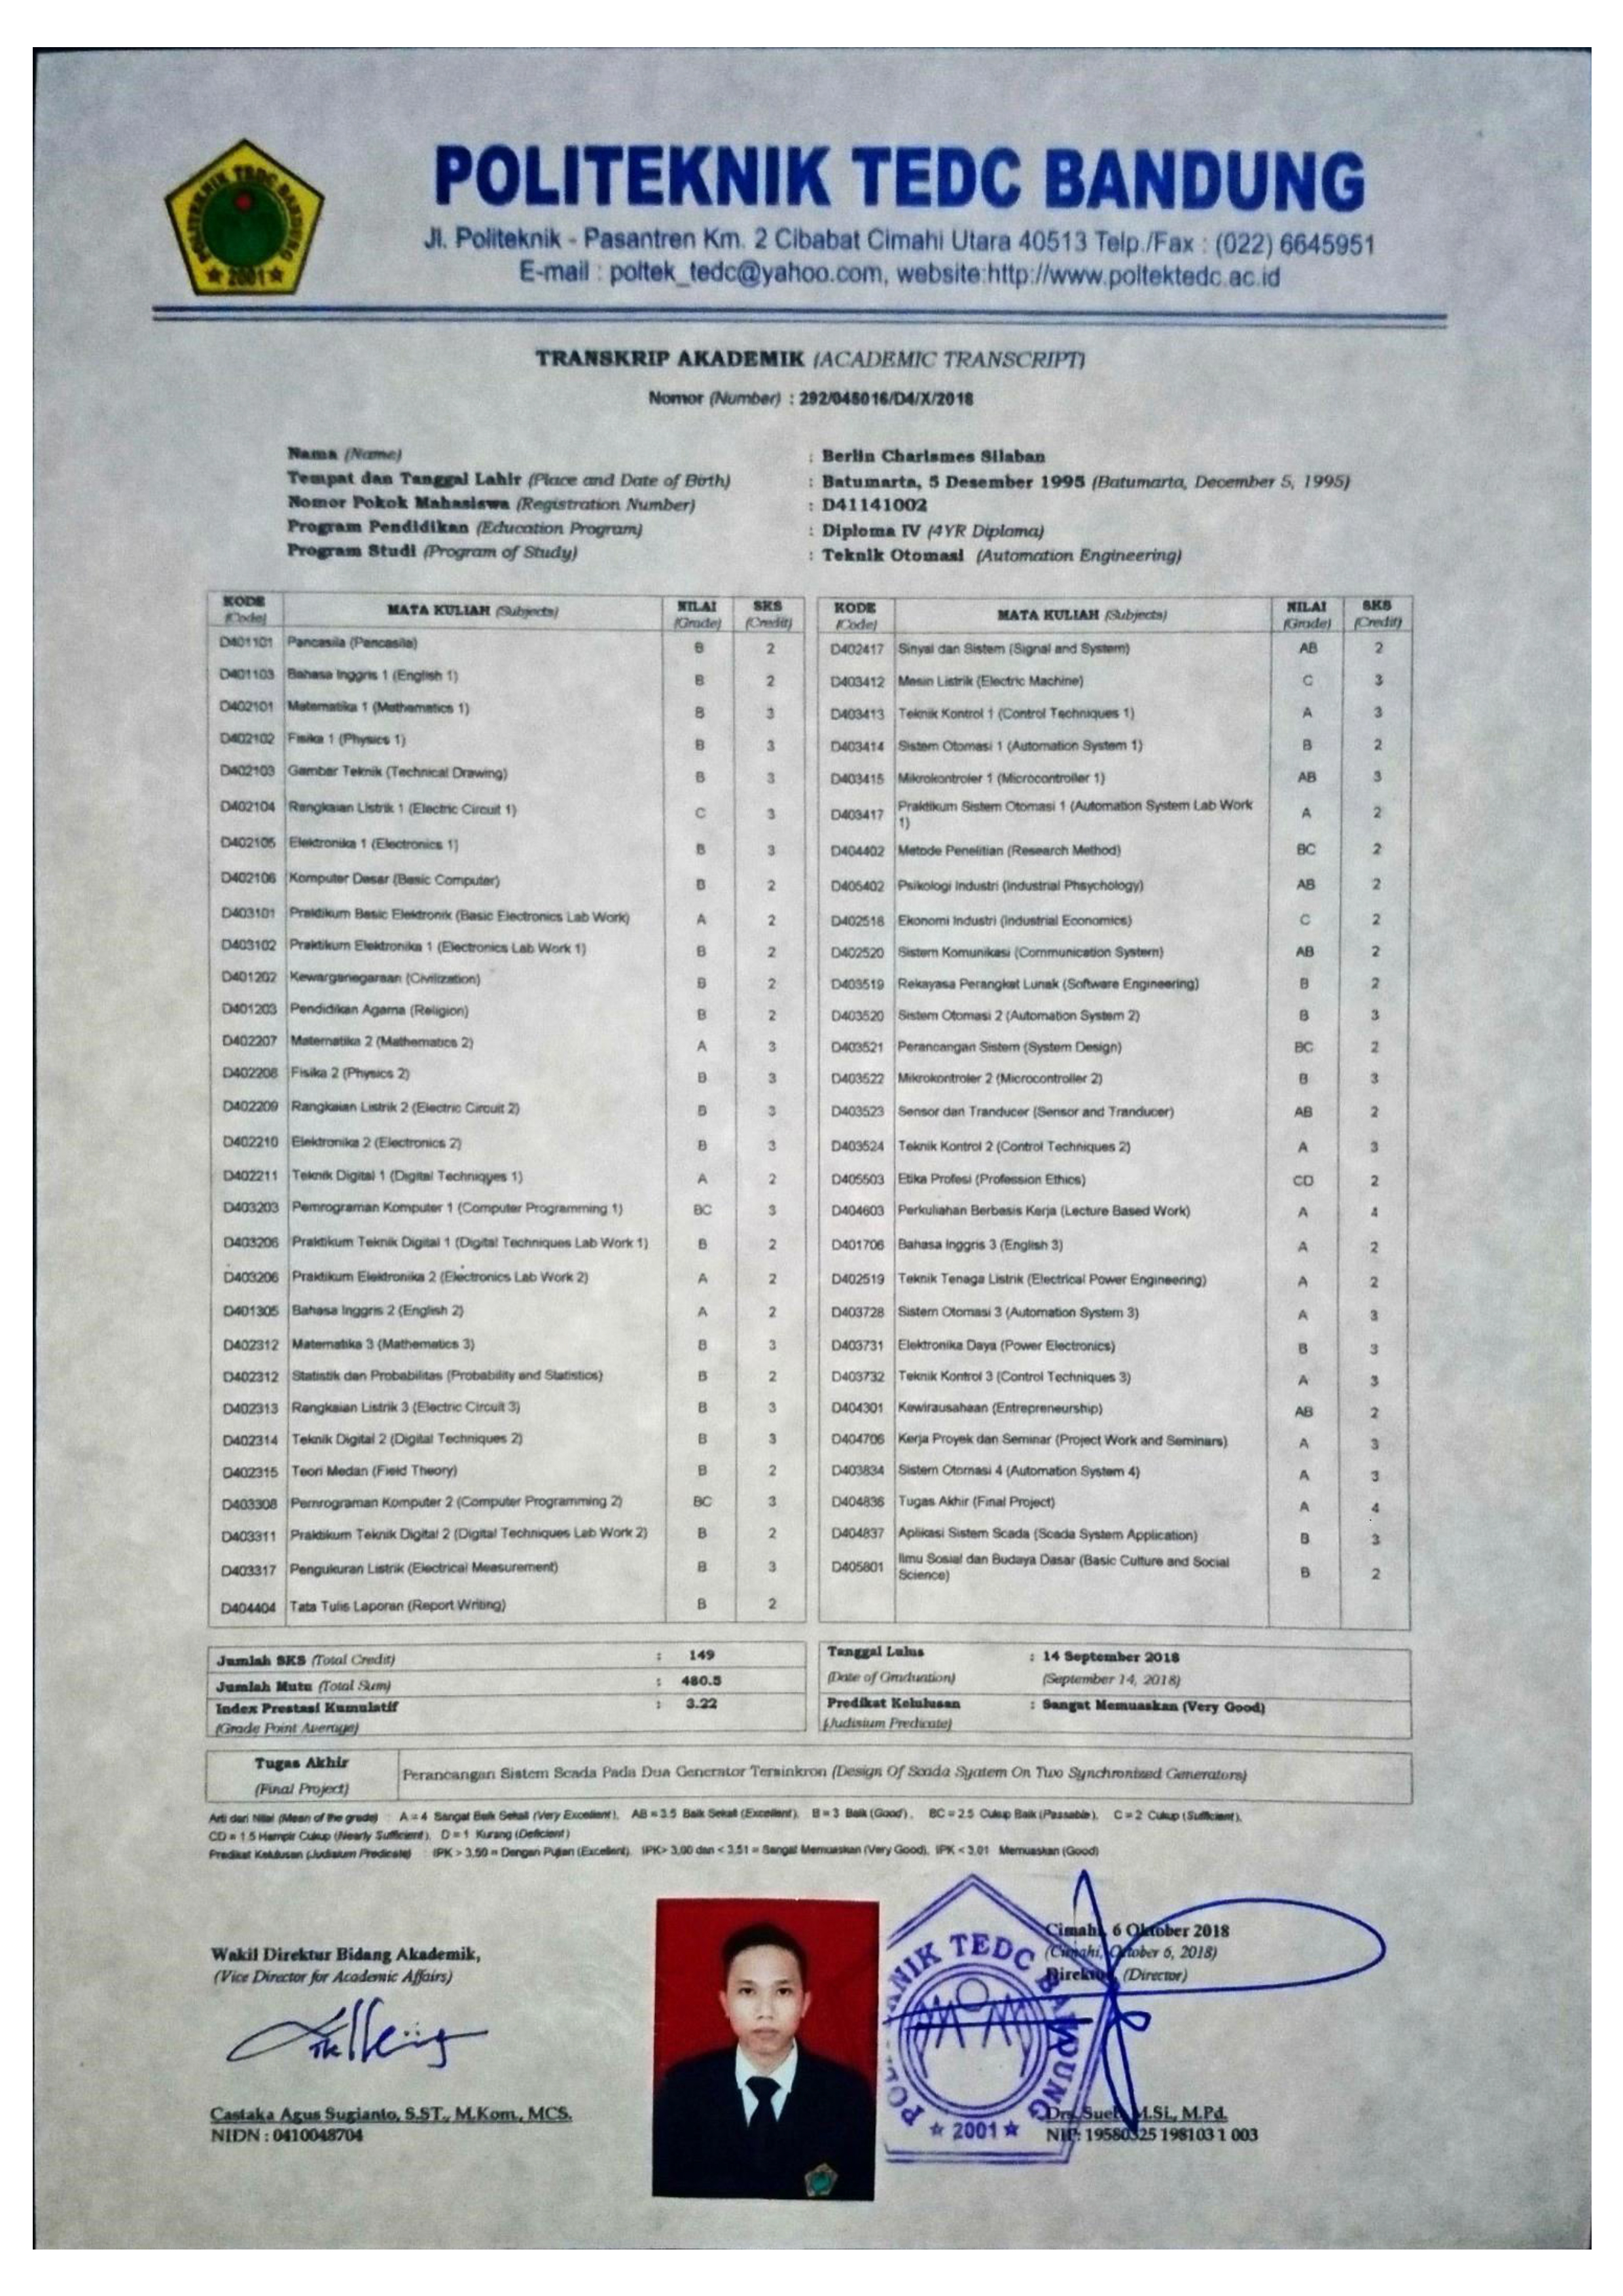 POLITEKNIK TEDC BANDUNG
2001
POLITEKNIK TEDC BANDUNG
Jl. Politeknik - Pasantren Km. 2 Cibabat Cimahi Utara 40513 Telp./Fax : (022) 6645951
E-mail : poltek_tedc@yahoo.com, website:http://www.poltektedc.ac.id
TRANSKRIP AKADEMIK (ACADEMIC TRANSCRIPT)
Nomor (Number) : 292/048016/D4/X/2018
Nama (Name) : Berlin Charismes Silaban
Tempat dan Tanggal Lahir (Place and Date of Birth) : Batumarta, 5 Desember 1995 (Batumarta, December 5, 1995)
Nomor Pokok Mahasiswa (Registration Number) : D41141002
Program Pendidikan (Education Program) : Diploma IV (4YR Diploma)
Program Studi (Program of Study) : Teknik Otomasi (Automation Engineering)
KODE (Code) MATA KULIAH (Subjects) NILAI (Grade) SKS (Credit)
D401101 Pancasila (Pancasila) B 2
D401103 Bahasa Inggris 1 (English 1) B 2
D402101 Matematika 1 (Mathematics 1) B 3
D402102 Fisika 1 (Physics 1) B 3
D402103 Gambar Teknik (Technical Drawing) B 3
D402104 Rangkaian Listrik 1 (Electric Circuit 1) C 3
D402105 Elektronika 1 (Electronics 1) B 3
D402106 Komputer Dasar (Basic Computer) B 2
D403101 Praktikum Basic Elektronik (Basic Electronics Lab Work) A 2
D403102 Praktikum Elektronika 1 (Electronics Lab Work 1) B 2
D401202 Kewarganegaraan (Civilization) B 2
D401203 Pendidikan Agama (Religion) B 2
D402207 Matematika 2 (Mathematics 2) A 3
D402208 Fisika 2 (Physics 2) B 3
D402209 Rangkaian Listrik 2 (Electric Circuit 2) B 3
D402210 Elektronika 2 (Electronics 2) B 3
D402211 Teknik Digital 1 (Digital Techniqyes 1) A 2
D403203 Pemrograman Komputer 1 (Computer Programming 1) BC 3
D403206 Praktikum Teknik Digital 1 (Digital Techniques Lab Work 1) B 2
D403206 Praktikum Elektronika 2 (Electronics Lab Work 2) A 2
D401305 Bahasa Inggris 2 (English 2) A 2
D402312 Matematika 3 (Mathematics 3) B 3
D402312 Statistik dan Probabilitas (Probability and Statistics) B 2
D402313 Rangkaian Listrik 3 (Electric Circuit 3) B 3
D402314 Teknik Digital 2 (Digital Techniques 2) B 3
D402315 Teori Medan (Field Theory) B 2
D403308 Pemrograman Komputer 2 (Computer Programming 2) BC 3
D403311 Praktikum Teknik Digital 2 (Digital Techniques Lab Work 2) B 2
D403317 Pengukuran Listrik (Electrical Measurement) B 3
D404404 Tata Tulis Laporan (Report Writing) B 2
KODE (Code) MATA KULIAH (Subjects) NILAI (Grade) SKS (Credit)
D402417 Sinyal dan Sistem (Signal and System) AB 2
D403412 Mesin Listrik (Electric Machine) C 3
D403413 Teknik Kontrol 1 (Control Techniques 1) A 3
D403414 Sistem Otomasi 1 (Automation System 1) B 2
D403415 Mikrokontroler 1 (Microcontroller 1) AB 3
D403417 Praktikum Sistem Otomasi 1 (Automation System Lab Work 1) A 2
D404402 Metode Penelitian (Research Method) BC 2
D405402 Psikologi Industri (Industrial Phsychology) AB 2
D402518 Ekonomi Industri (Industrial Economics) C 2
D402520 Sistem Komunikasi (Communication System) AB 2
D403519 Rekayasa Perangkat Lunak (Software Engineering) B 2
D403520 Sistem Otomasi 2 (Automation System 2) B 3
D403521 Perancangan Sistem (System Design) BC 2
D403522 Mikrokontroler 2 (Microcontroller 2) B 3
D403523 Sensor dan Tranducer (Sensor and Tranducer) AB 2
D403524 Teknik Kontrol 2 (Control Techniques 2) A 3
D405503 Etika Profesi (Profession Ethics) CD 2
D404603 Perkuliahan Berbasis Kerja (Lecture Based Work) A 4
D401706 Bahasa Inggris 3 (English 3) A 2
D402519 Teknik Tenaga Listrik (Electrical Power Engineering) A 2
D403728 Sistem Otomasi 3 (Automation System 3) A 3
D403731 Elektronika Daya (Power Electronics) B 3
D403732 Teknik Kontrol 3 (Control Techniques 3) A 3
D404301 Kewirausahaan (Entrepreneurship) AB 2
D404706 Kerja Proyek dan Seminar (Project Work and Seminars) A 3
D403834 Sistem Otomasi 4 (Automation System 4) A 3
D404836 Tugas Akhir (Final Project) A 4
D404837 Aplikasi Sistem Scada (Scada System Application) B 3
D405801 Ilmu Sosial dan Budaya Dasar (Basic Culture and Social Science) B 2
Jumlah SKS (Total Credit) : 149
Jumlah Mutu (Total Sum) : 480.5
Index Prestasi Kumulatif : 3.22
(Grade Point Average)
Tanggal Lulus : 14 September 2018
(Date of Graduation) (September 14, 2018)
Predikat Kelulusan : Sangat Memuaskan (Very Good)
(Judisium Predicate)
Tugas Akhir
(Final Project)
Perancangan Sistem Scada Pada Dua Generator Tersinkron (Design Of Scada Syatem On Two Synchronized Generators)
Arti dari Nilai (Mean of the grade) : A = 4 Sangat Baik Sekali (Very Excellent), AB = 3.5 Baik Sekali (Excellent), B = 3 Baik (Good), BC = 2.5 Cukup Baik (Passable), C = 2 Cukup (Sufficient),
CD = 1.5 Hampir Cukup (Nearly Sufficient), D = 1 Kurang (Deficient)
Predikat Kelulusan (Judisium Predicate) : IPK > 3,50 = Dengan Pujian (Excellent), IPK> 3,00 dan < 3,51 = Sangat Memuaskan (Very Good), IPK < 3,01 Memuaskan (Good)
Wakil Direktur Bidang Akademik,
(Vice Director for Academic Affairs)
Castaka Agus Sugianto, S.ST., M.Kom., MCS.
NIDN : 0410048704
Cimahi, 6 Oktober 2018
(Cimahi, October 6, 2018)
Direktur, (Director)
Drs. M.Si., M.Pd.
NIP: 19580325 198103 1 003
2001